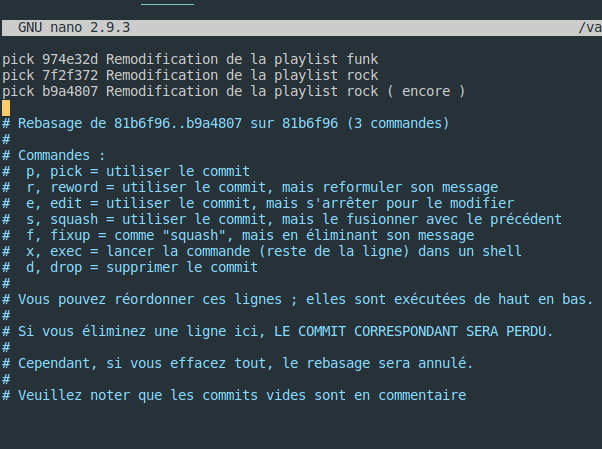 GNU nano 2.9.3 /va
pick 974e32d Remodification de la playlist funk
pick 7f2f372 Remodification de la playlist rock
pick b9a4807 Remodification de la playlist rock ( encore )
# Rebasage de 81b6f96..b9a4807 sur 81b6f96 (3 commandes)
#
# Commandes :
#  p, pick = utiliser le commit
#  r, reword = utiliser le commit, mais reformuler son message
#  e, edit = utiliser le commit, mais s'arrêter pour le modifier
#  s, squash = utiliser le commit, mais le fusionner avec le précédent
#  f, fixup = comme "squash", mais en éliminant son message
#  x, exec = lancer la commande (reste de la ligne) dans un shell
#  d, drop = supprimer le commit
#
# Vous pouvez réordonner ces lignes ; elles sont exécutées de haut en bas.
#
# Si vous éliminez une ligne ici, LE COMMIT CORRESPONDANT SERA PERDU.
#
# Cependant, si vous effacez tout, le rebasage sera annulé.
#
# Veuillez noter que les commits vides sont en commentaire